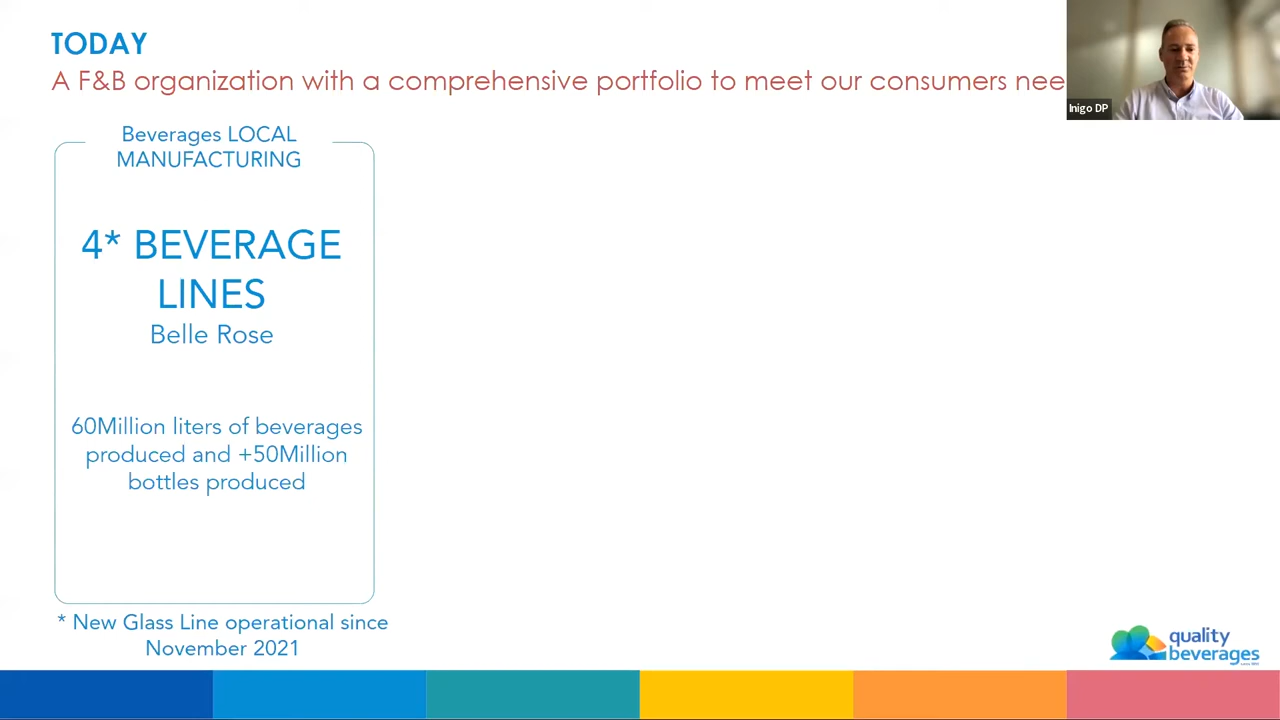 TODAY
A F&B organization with a comprehensive portfolio to meet our consumers nee
Inigo DP
Beverages LOCAL
MANUFACTURING
4* BEVERAGE
LINES
Belle Rose
60Million liters of beverages
produced and +50Million
bottles produced
* New Glass Line operational since
November 2021
quality
beverages